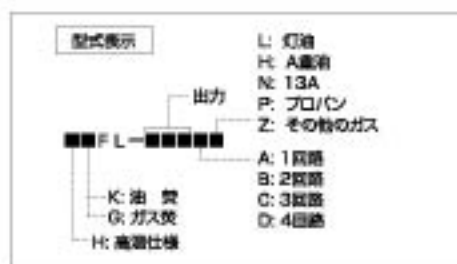 型式表示
L: 灯油
H: A重油
N: 13A
P: プロパン
Z: その他のガス
出力
■■FL-■■■■■
A: 1回路
B: 2回路
C: 3回路
D: 4回路
K: 油 焚
G: ガス焚
H: 高温仕様